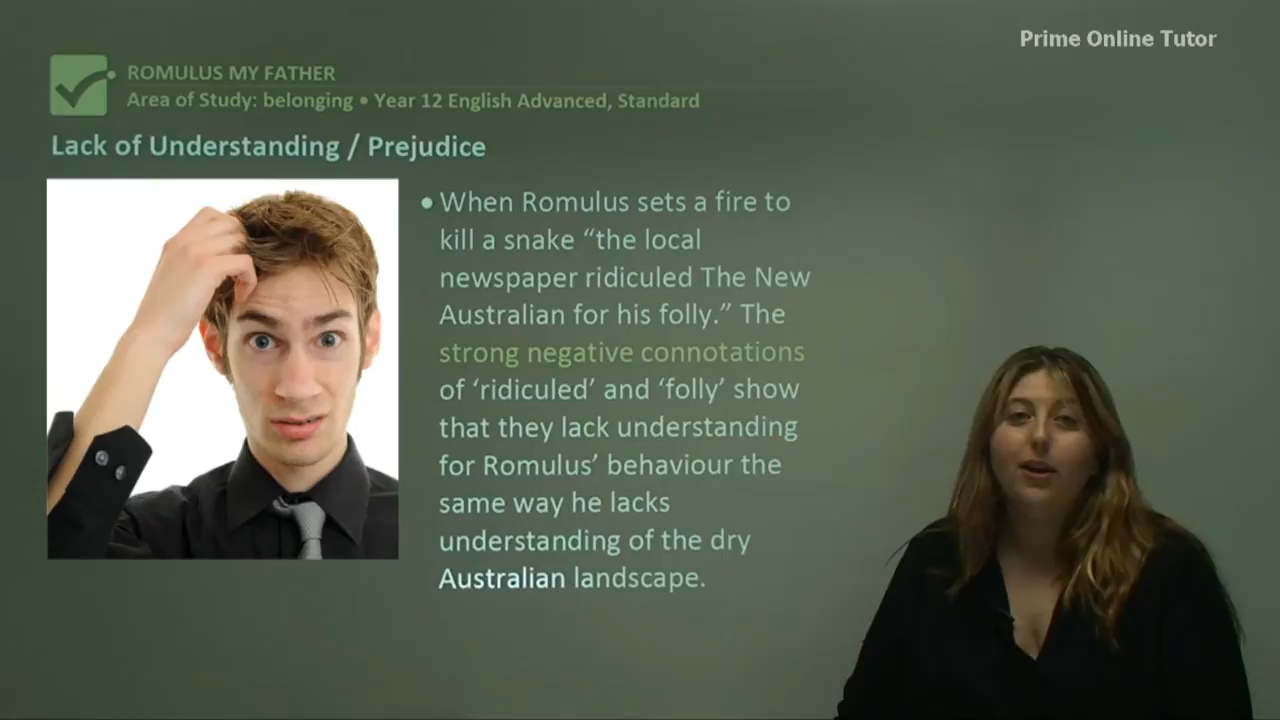 Prime Online Tutor
ROMULUS MY FATHER
Area of Study: belonging • Year 12 English Advanced, Standard
Lack of Understanding / Prejudice
• When Romulus sets a fire to
kill a snake “the local
newspaper ridiculed The New
Australian for his folly.” The
strong negative connotations
of ‘ridiculed’ and ‘folly’ show
that they lack understanding
for Romulus’ behaviour the
same way he lacks
understanding of the dry
Australian landscape.